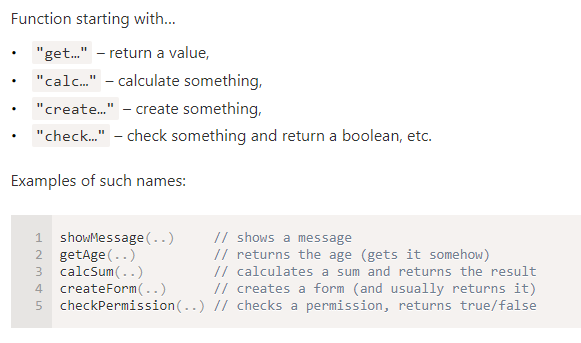 Function starting with…
• "get…" – return a value,
• "calc…" – calculate something,
• "create…" – create something,
• "check…" – check something and return a boolean, etc.
Examples of such names:
1 showMessage(..)     // shows a message
2 getAge(..)          // returns the age (gets it somehow)
3 calcSum(..)         // calculates a sum and returns the result
4 createForm(..)      // creates a form (and usually returns it)
5 checkPermission(..) // checks a permission, returns true/false